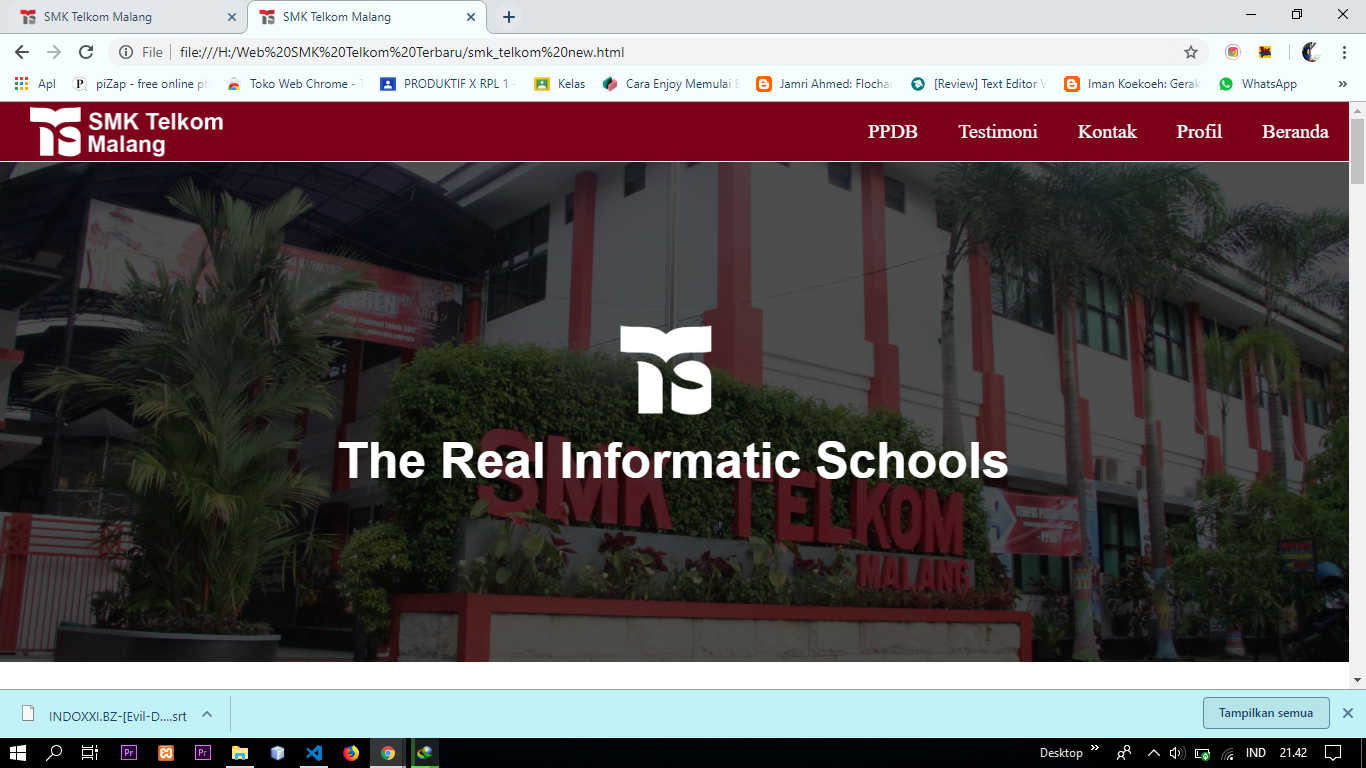 SMK Telkom Malang
SMK Telkom Malang
File
file:///H:/Web%20SMK%20Telkom%20Terbaru/smk_telkom%20new.html
Apl
piZap - free online ph
Toko Web Chrome - T
PRODUKTIF X RPL 1 -
Kelas
Cara Enjoy Memulai B
Jamri Ahmed: Flochar
[Review] Text Editor V
Iman Koekoeh: Gerak
WhatsApp
»
SMK Telkom
Malang
PPDB
Testimoni
Kontak
Profil
Beranda
The Real Informatic Schools
SMK TELKOM
MALANG
INDOXXI.BZ-[Evil-D....srt
Tampilkan semua
Pr
Pr
Desktop
»
IND
21.42